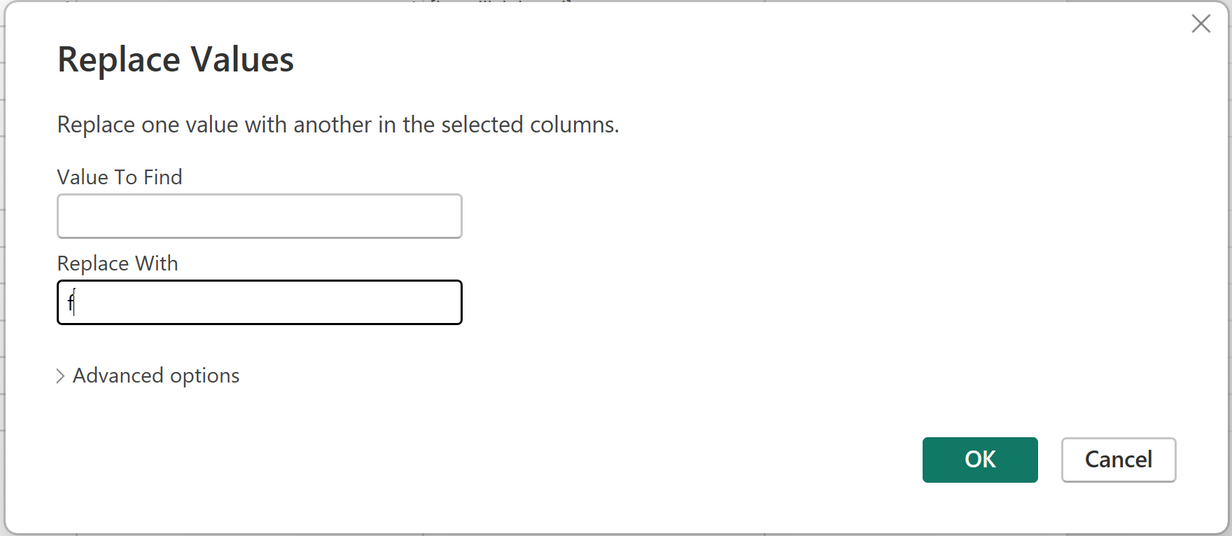 Replace Values
Replace one value with another in the selected columns.
Value To Find
Replace With
f
Advanced options
OK
Cancel